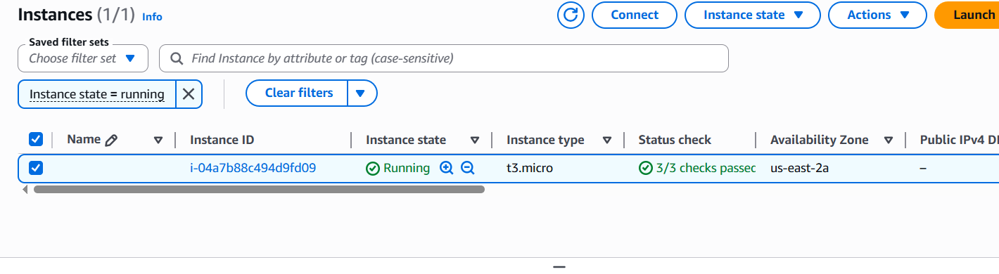 Instances (1/1) Info Connect Instance state Actions Launch
Saved filter sets
Choose filter set Find Instance by attribute or tag (case-sensitive)
Instance state = running Clear filters
Name Instance ID Instance state Instance type Status check Availability Zone Public IPv4
i-04a7b88c494d9fd09 Running t3.micro 3/3 checks us-east-2a –